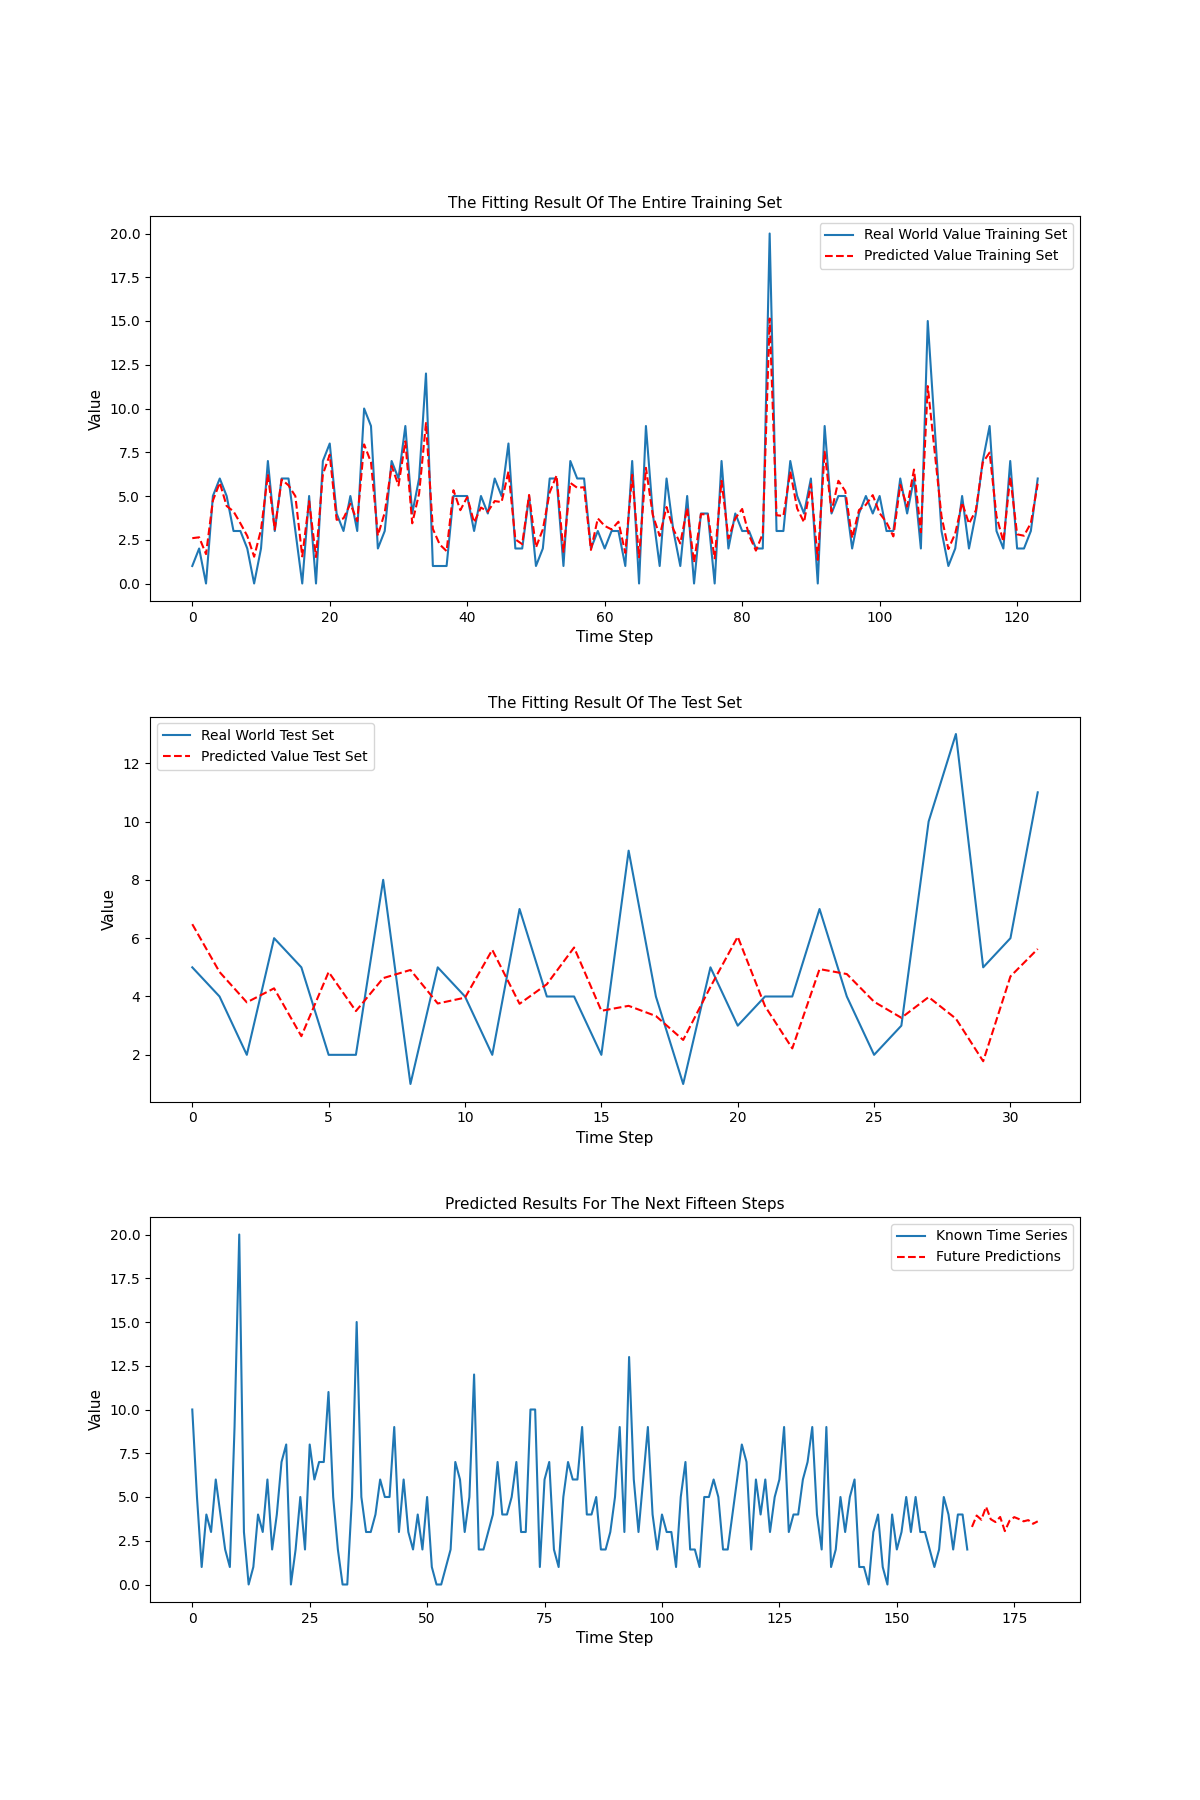 The Fitting Result Of The Entire Training Set
Real World Value Training Set
Predicted Value Training Set
20.0
17.5
15.0
12.5
10.0
7.5
5.0
2.5
0.0
Value
0 20 40 60 80 100 120
Time Step
The Fitting Result Of The Test Set
Real World Test Set
Predicted Value Test Set
12
10
8
6
4
2
Value
0 5 10 15 20 25 30
Time Step
Predicted Results For The Next Fifteen Steps
Known Time Series
Future Predictions
20.0
17.5
15.0
12.5
10.0
7.5
5.0
2.5
0.0
Value
0 25 50 75 100 125 150 175
Time Step